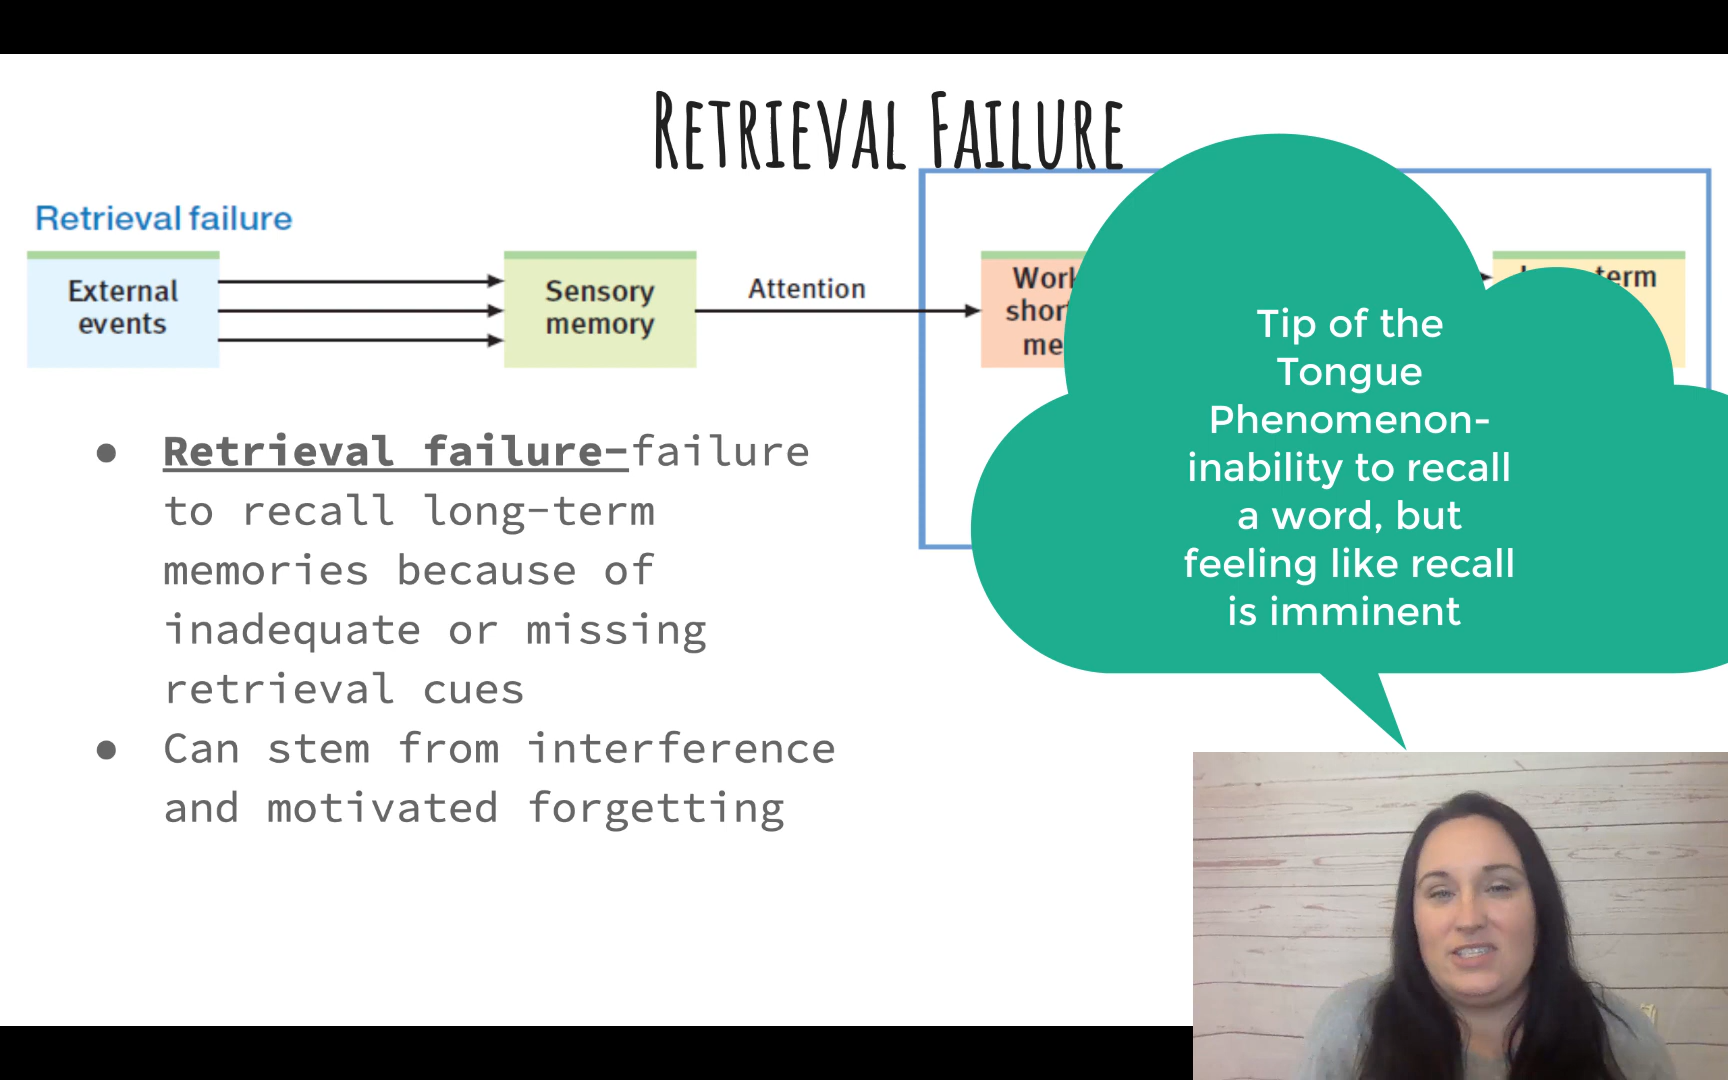 RETRIEVAL FAILURE
Retrieval failure
External
events
Sensory
memory
Attention
term
● Retrieval failure-failure
to recall long-term
memories because of
inadequate or missing
retrieval cues
● Can stem from interference
and motivated forgetting
Tip of the
Tongue
Phenomenon-
inability to recall
a word, but
feeling like recall
is imminent